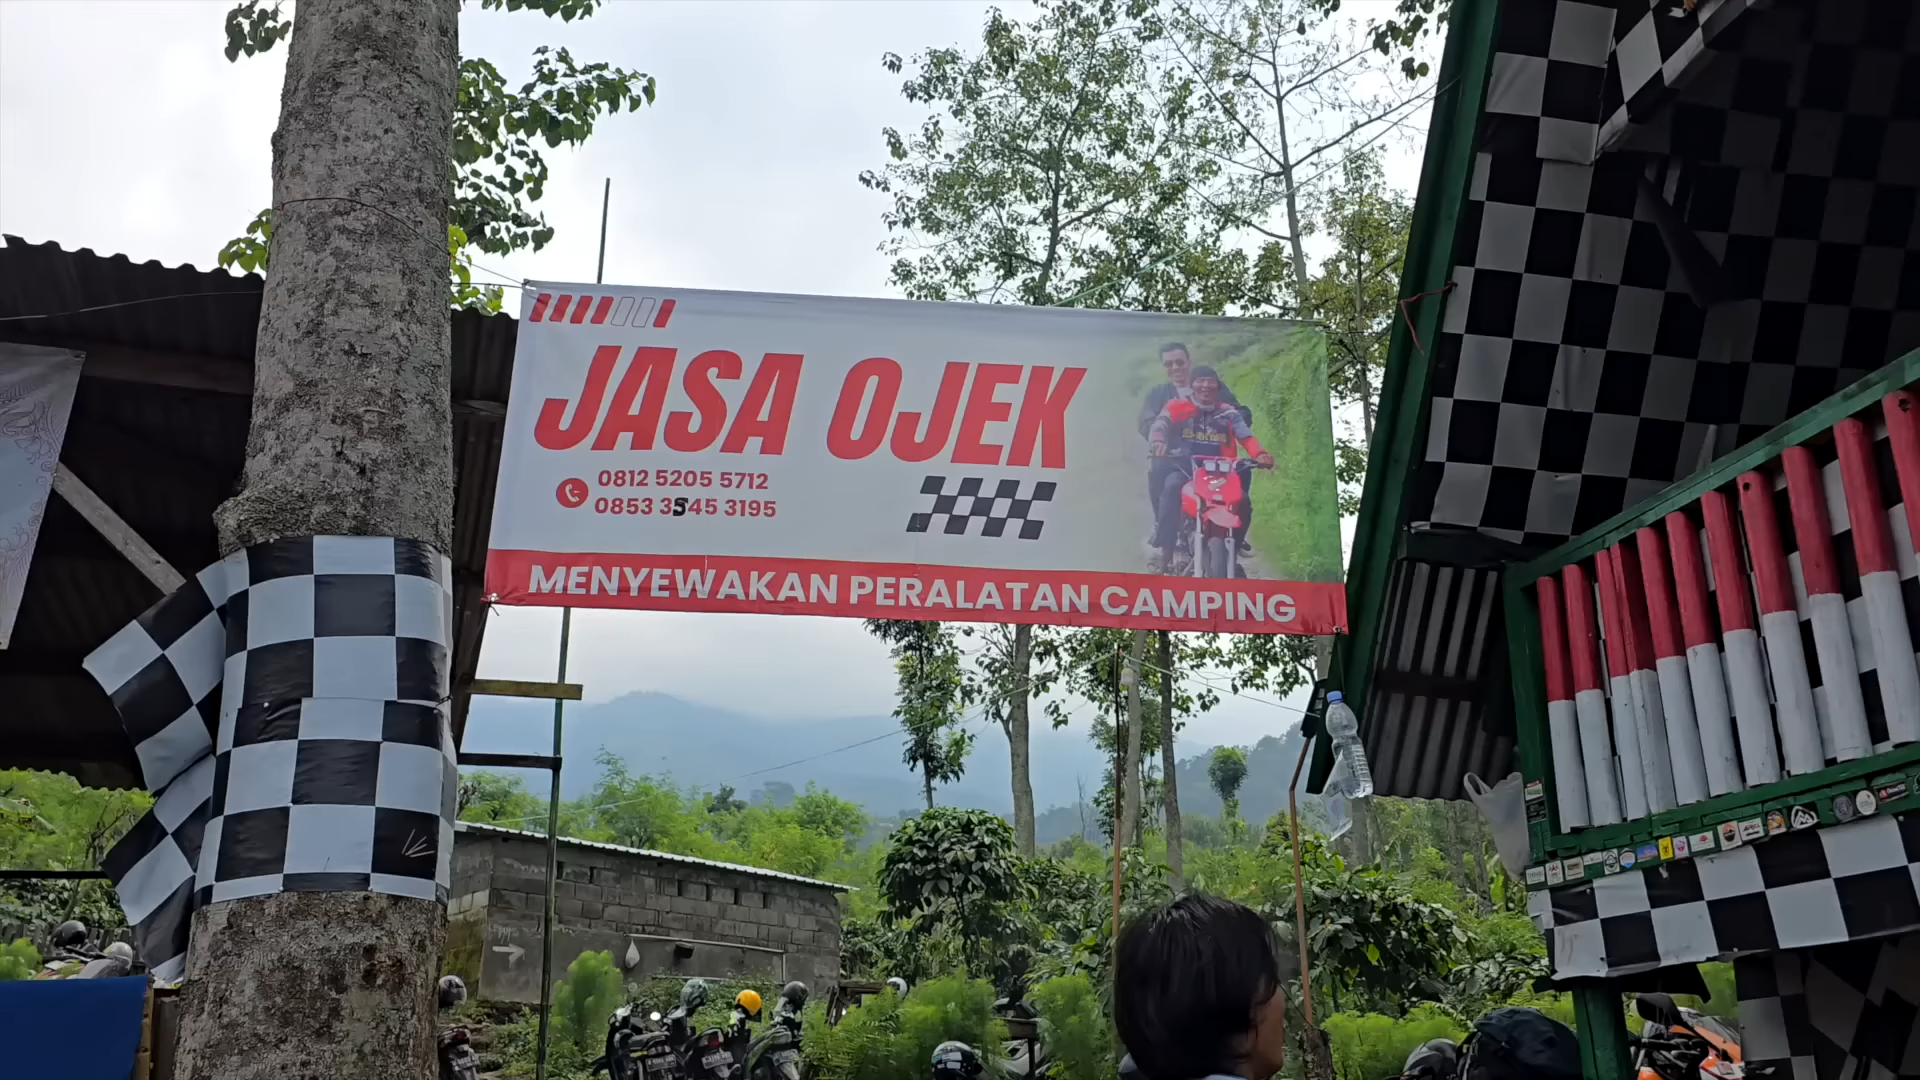 JASA OJEK
0812 5205 5712
0853 3545 3195
MENYEWAKAN PERALATAN CAMPING